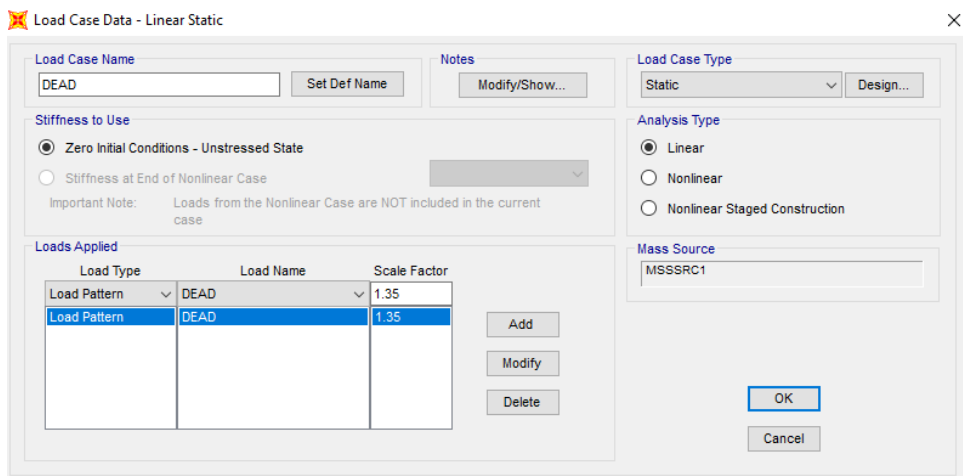 Load Case Data - Linear Static
Load Case Name
DEAD
Set Def Name
Notes
Modify/Show...
Load Case Type
Static
Design...
Stiffness to Use
Zero Initial Conditions - Unstressed State
Stiffness at End of Nonlinear Case
Important Note: Loads from the Nonlinear Case are NOT included in the current
case
Analysis Type
Linear
Nonlinear
Nonlinear Staged Construction
Loads Applied
Load Type Load Name Scale Factor
Load Pattern DEAD 1.35
Load Pattern DEAD 1.35
Add
Modify
Delete
Mass Source
MSSSRC1
OK
Cancel